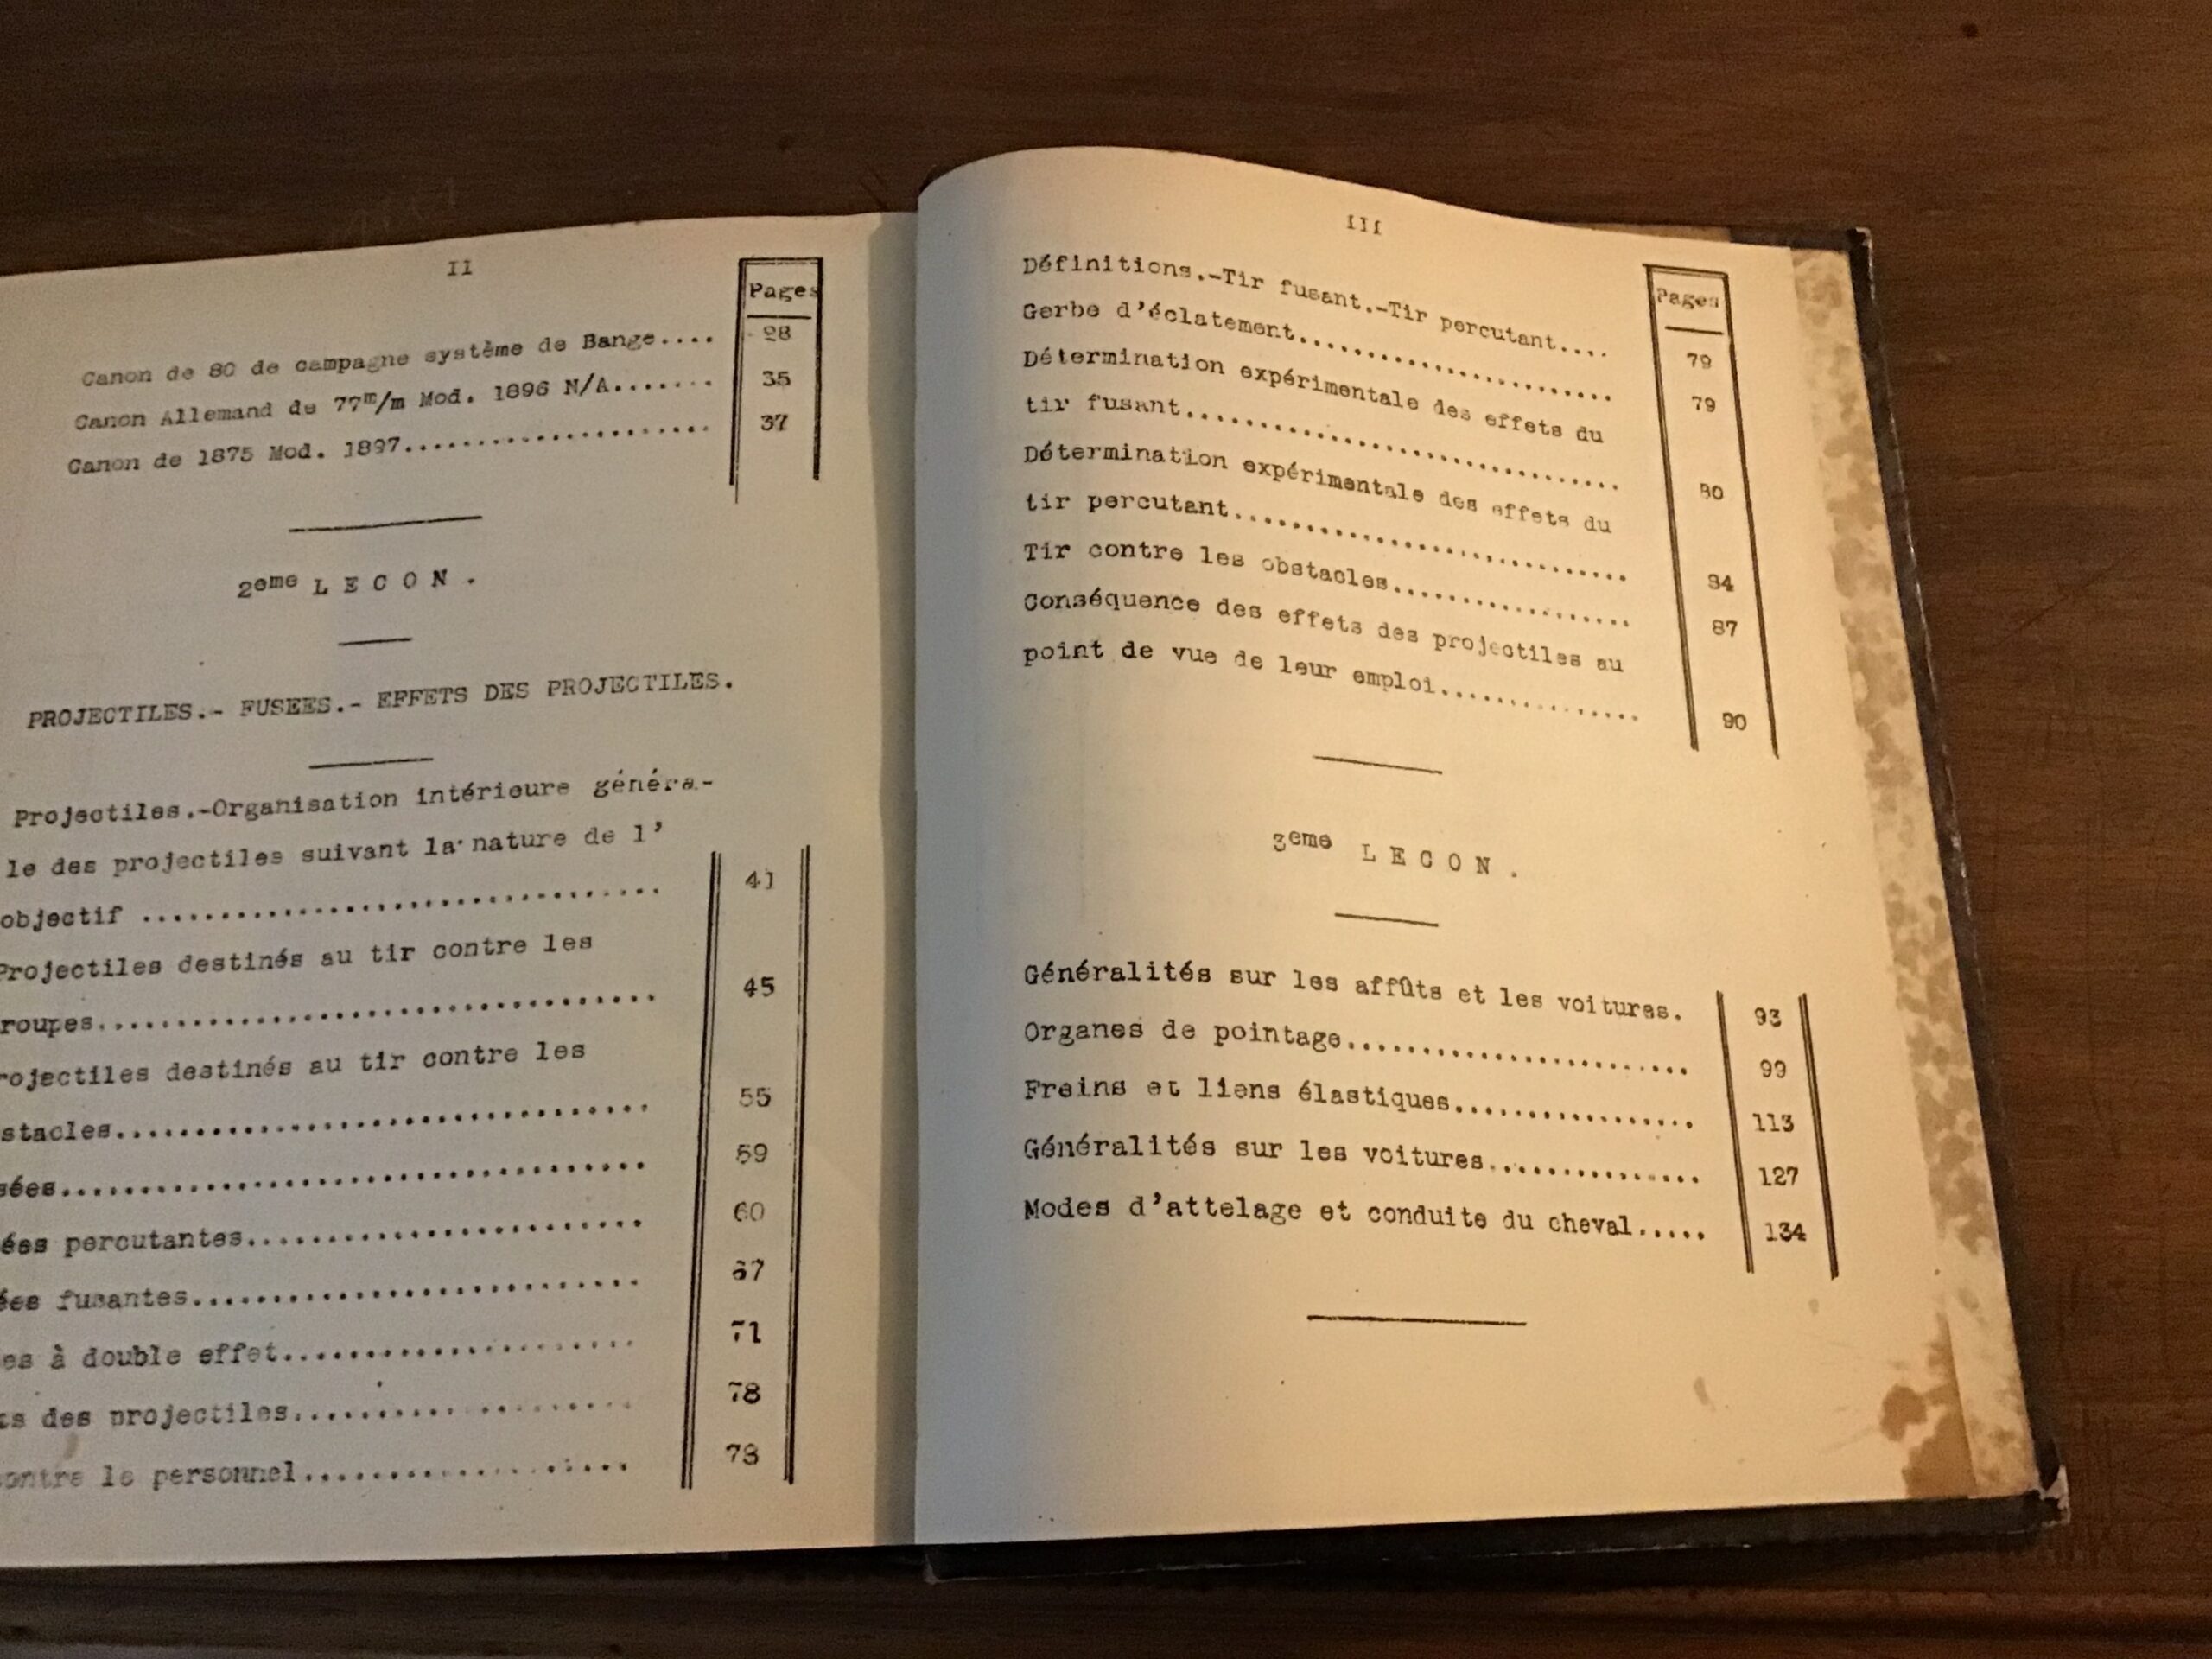 II
Pages
Canon de 80 de campagne système de Bange.... 28
Canon Allemand de 77m/m Mod. 1896 N/A....... 35
Canon de 1875 Mod. 1897..................... 37
2eme LECON.
PROJECTILES.- FUSEES.- EFFETS DES PROJECTILES.
Projectiles.-Organisation intérieure généra-
le des projectiles suivant la nature de l'
objectif .................................. 41
Projectiles destinés au tir contre les
roupes.................................... 45
rojectiles destinés au tir contre les
stacles................................... 55
sées...................................... 59
ées percutantes........................... 60
ées fusantes.............................. 67
es à double effet........................ 71
ts des projectiles....................... 78
ontre le personnel...................... 78
III
Pages
Définitions.-Tir fusant.-Tir percutant.... 79
Gerbe d'éclatement........................ 79
Détermination expérimentale des effets du
tir fusant................................ 80
Détermination expérimentale des effets du
tir percutant............................. 84
Tir contre les obstacles.................. 87
Conséquence des effets des projectiles au
point de vue de leur emploi............... 90
3eme LECON.
Généralités sur les affûts et les voitures. 93
Organes de pointage........................ 99
Freins et liens élastiques................. 113
Généralités sur les voitures............... 127
Modes d'attelage et conduite du cheval..... 134